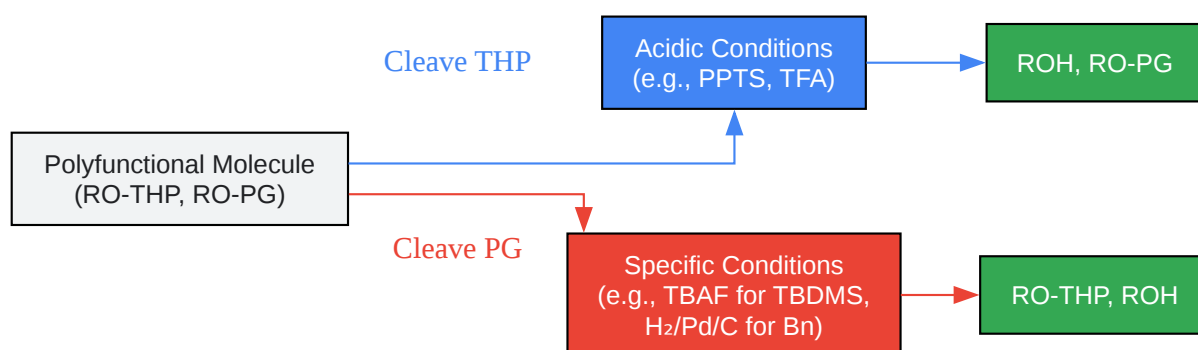 Cleave THP
Acidic Conditions
(e.g., PPTS, TFA)
ROH, RO-PG
Polyfunctional Molecule
(RO-THP, RO-PG)
Cleave PG
Specific Conditions
(e.g., TBAF for TBDMS,
H₂/Pd/C for Bn)
RO-THP, ROH